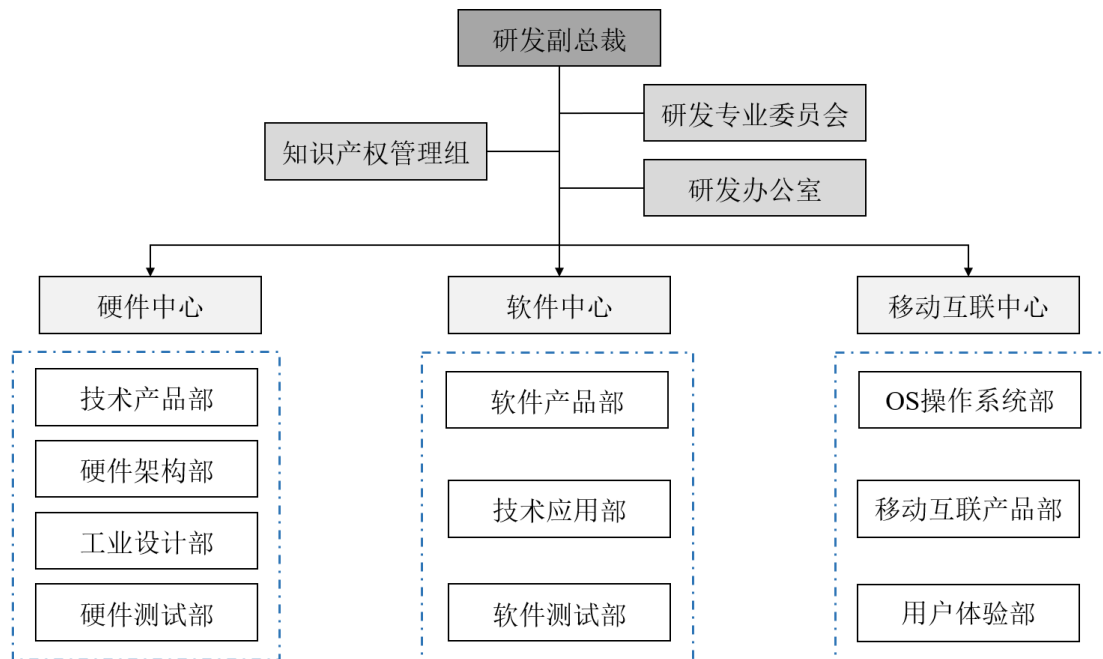 研发副总裁
研发专业委员会
知识产权管理组
研发办公室
硬件中心
软件中心
移动互联中心
技术产品部
硬件架构部
工业设计部
硬件测试部
软件产品部
技术应用部
软件测试部
OS操作系统部
移动互联产品部
用户体验部